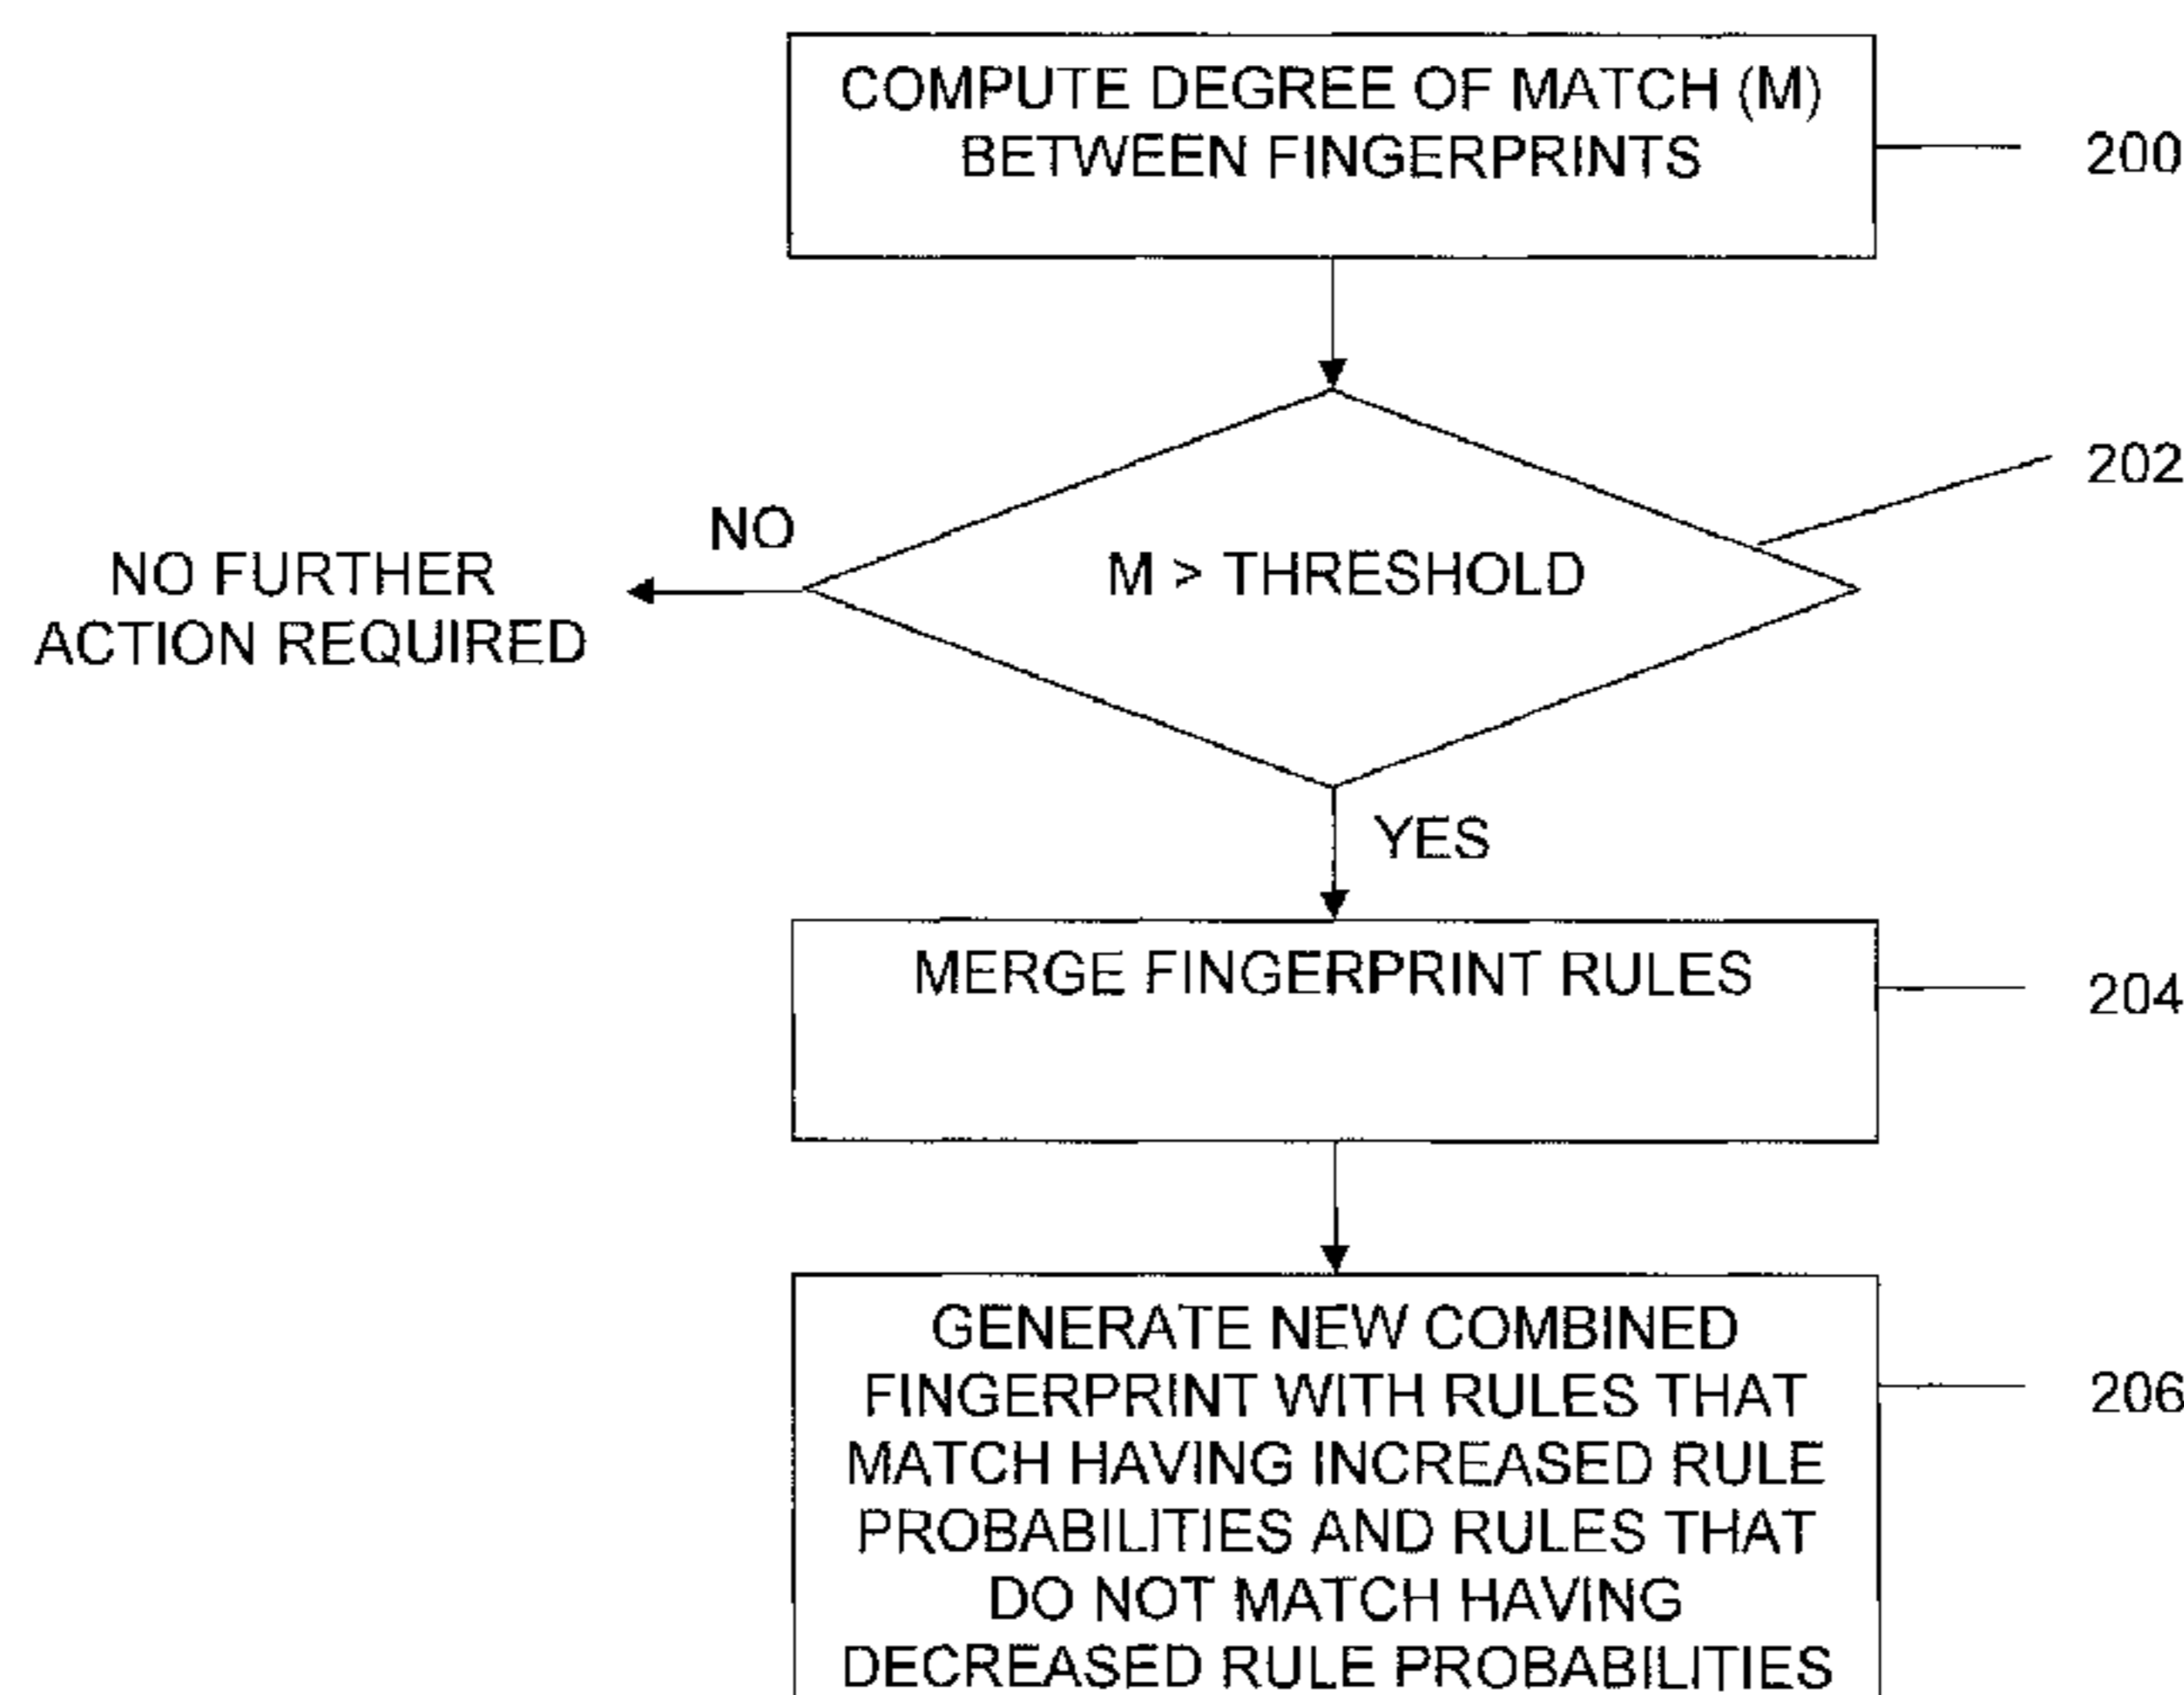 COMPUTE DEGREE OF MATCH (M)
BETWEEN FINGERPRINTS
200
202
NO
M > THRESHOLD
NO FURTHER
ACTION REQUIRED
YES
MERGE FINGERPRINT RULES
204
GENERATE NEW COMBINED
FINGERPRINT WITH RULES THAT
MATCH HAVING INCREASED RULE
PROBABILITIES AND RULES THAT
DO NOT MATCH HAVING
DECREASED RULE PROBABILITIES
206